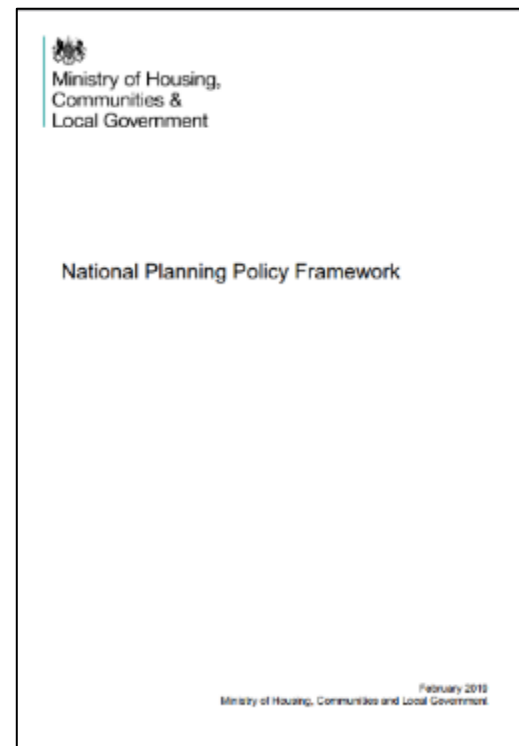 Ministry of Housing,
Communities &
Local Government
National Planning Policy Framework
February 2019
Ministry of Housing, Communities and Local Government